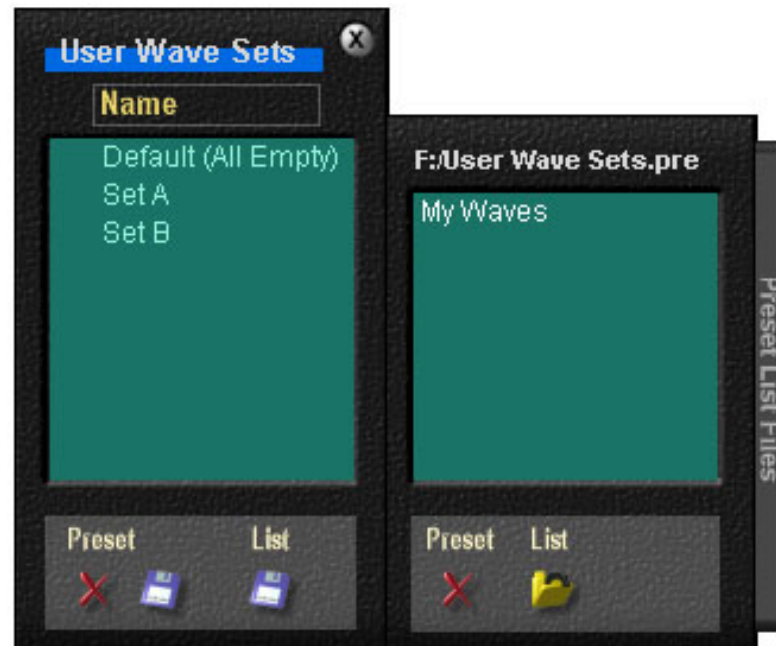 User Wave Sets
Name
Default (All Empty)
Set A
Set B
Preset List
F:/User Wave Sets.pre
My Waves
Preset List
Preset List Files